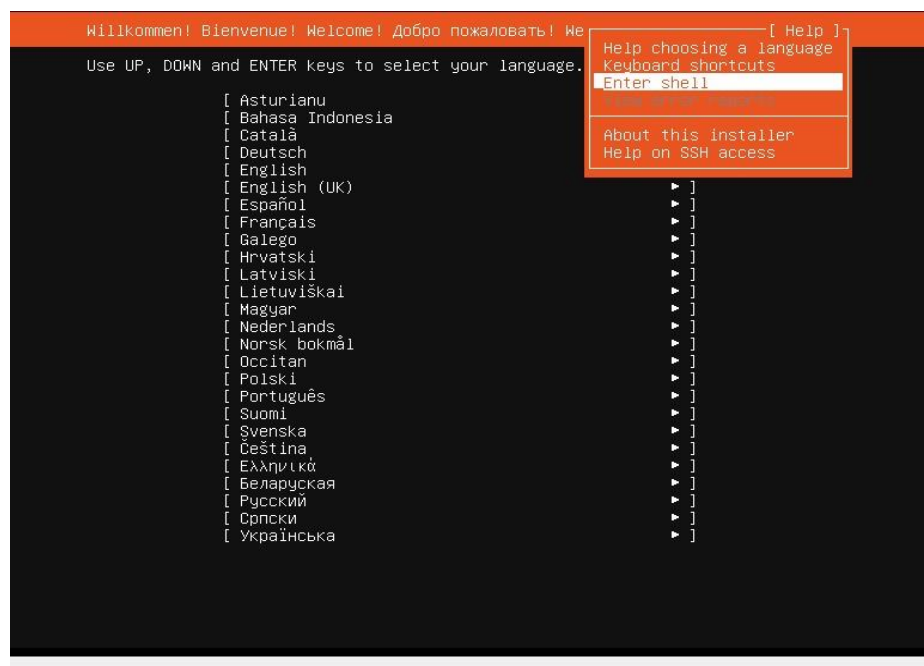 Willkommen! Bienvenue! Welcome! Добро пожаловать! We
[ Help ]
Help choosing a language
Keyboard shortcuts
Enter shell
View error reports
About this installer
Help on SSH access
Use UP, DOWN and ENTER keys to select your language.
[ Asturianu
[ Bahasa Indonesia
[ Català
[ Deutsch
[ English
[ English (UK) ► ]
[ Español ► ]
[ Français ► ]
[ Galego ► ]
[ Hrvatski ► ]
[ Latviski ► ]
[ Lietuviškai ► ]
[ Magyar ► ]
[ Nederlands ► ]
[ Norsk bokmål ► ]
[ Occitan ► ]
[ Polski ► ]
[ Português ► ]
[ Suomi ► ]
[ Svenska ► ]
[ Čeština ► ]
[ Ελληνικά ► ]
[ Беларуская ► ]
[ Русский ► ]
[ Српски ► ]
[ Українська ► ]